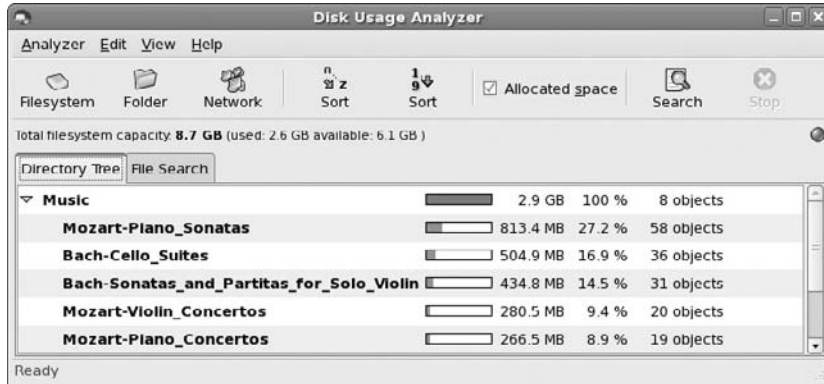 Disk Usage Analyzer
Analyzer Edit View Help
Filesystem Folder Network Sort Sort Allocated space Search Stop
Total filesystem capacity: 8.7 GB (used: 2.6 GB available: 6.1 GB )
Directory Tree File Search
Music 2.9 GB 100 % 8 objects
Mozart-Piano_Sonatas 813.4 MB 27.2 % 58 objects
Bach-Cello_Suites 504.9 MB 16.9 % 36 objects
Bach-Sonatas_and_Partitas_for_Solo_Violin 434.8 MB 14.5 % 31 objects
Mozart-Violin_Concertos 280.5 MB 9.4 % 20 objects
Mozart-Piano_Concertos 266.5 MB 8.9 % 19 objects
Ready